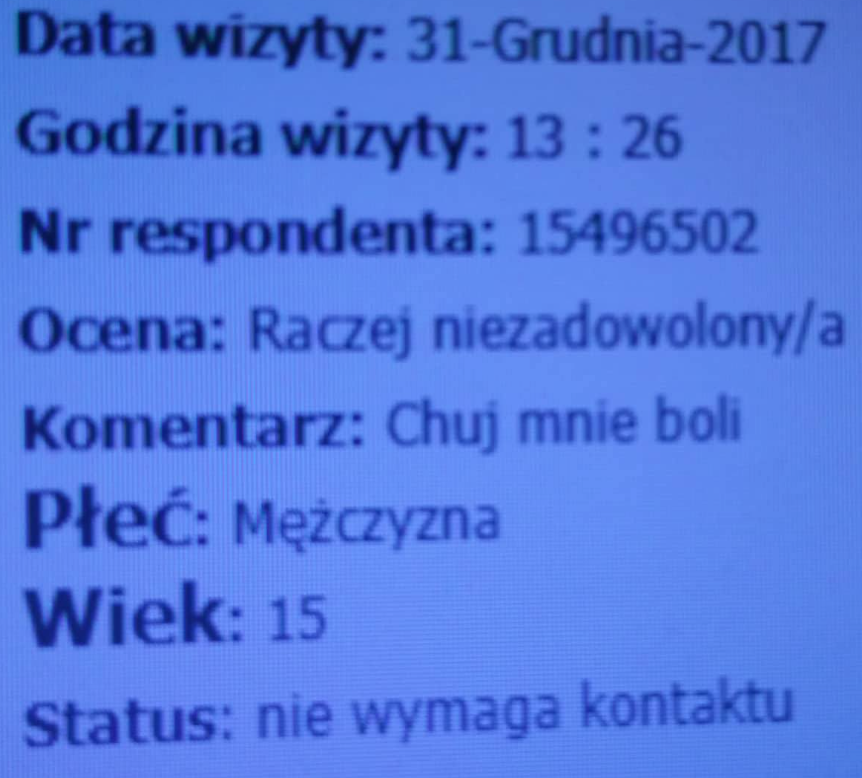 Data wizyty: 31-Grudnia-2017
Godzina wizyty: 13 : 26
Nr respondenta: 15496502
Ocena: Raczej niezadowolony/a
Komentarz: Chuj mnie boli
Płeć: Mężczyzna
Wiek: 15
Status: nie wymaga kontaktu